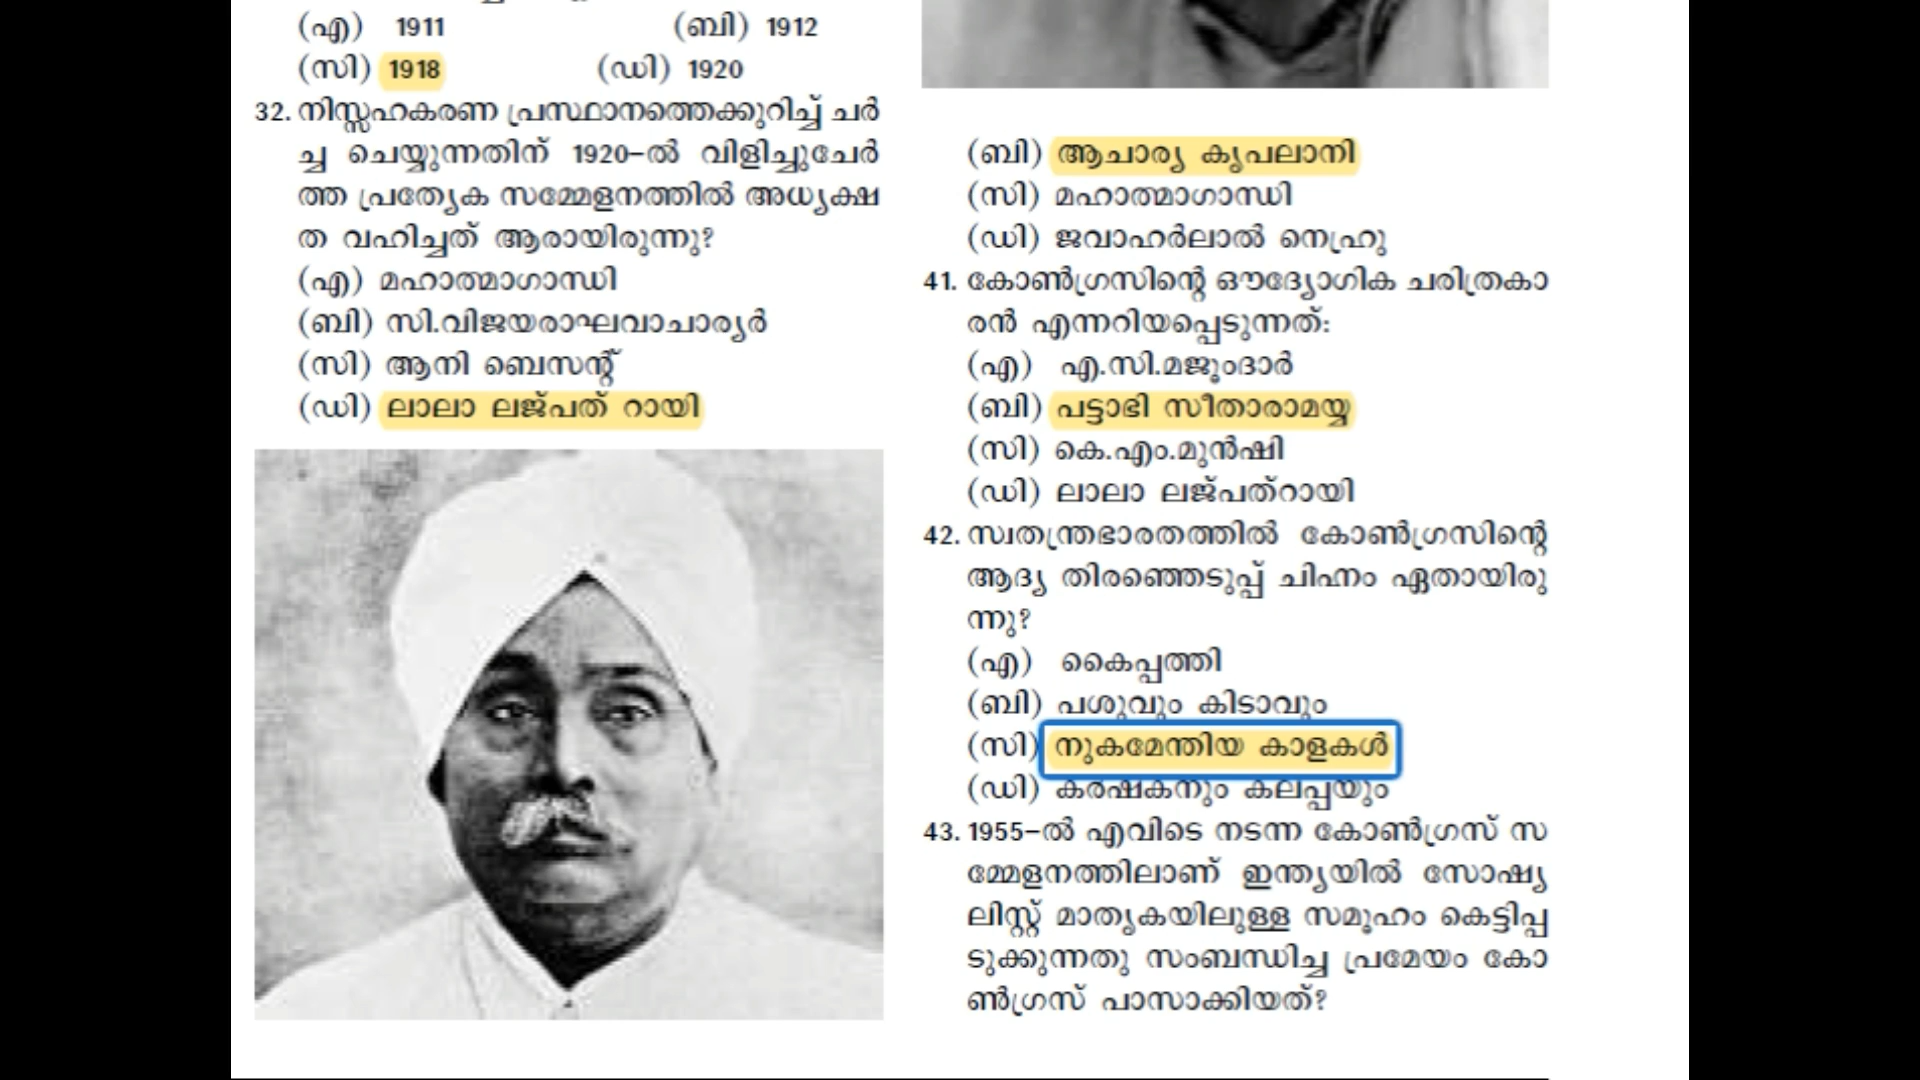 (എ) 1911 (ബി) 1912
(സി) 1918 (ഡി) 1920
32. നിസ്സഹകരണ പ്രസ്ഥാനത്തെക്കുറിച്ച് ചർ
ച്ച ചെയ്യുന്നതിന് 1920-ൽ വിളിച്ചുചേർ
ത്ത പ്രത്യേക സമ്മേളനത്തിൽ അധ്യക്ഷ
ത വഹിച്ചത് ആരായിരുന്നു?
(എ) മഹാത്മാഗാന്ധി
(ബി) സി.വിജയരാഘവാചാര്യർ
(സി) ആനി ബെസന്റ്
(ഡി) ലാലാ ലജ്പത് റായി
(ബി) ആചാര്യ കൃപലാനി
(സി) മഹാത്മാഗാന്ധി
(ഡി) ജവാഹർലാൽ നെഹ്രു
41. കോൺഗ്രസിന്റെ ഔദ്യോഗിക ചരിത്രകാ
രൻ എന്നറിയപ്പെടുന്നത്:
(എ) എ.സി.മജൂംദാർ
(ബി) പട്ടാഭി സീതാരാമയ്യ
(സി) കെ.എം.മുൻഷി
(ഡി) ലാലാ ലജ്പത്റായി
42. സ്വതന്ത്രഭാരതത്തിൽ കോൺഗ്രസിന്റെ
ആദ്യ തിരഞ്ഞെടുപ്പ് ചിഹ്നം ഏതായിരു
ന്നു?
(എ) കൈപ്പത്തി
(ബി) പശുവും കിടാവും
(സി) നുകമേന്തിയ കാളകൾ
(ഡി) കർഷകനും കലപ്പയും
43. 1955-ൽ എവിടെ നടന്ന കോൺഗ്രസ് സ
മ്മേളനത്തിലാണ് ഇന്ത്യയിൽ സോഷ്യ
ലിസ്റ്റ് മാതൃകയിലുള്ള സമൂഹം കെട്ടിപ്പ
ടുക്കുന്നതു സംബന്ധിച്ച പ്രമേയം കോ
ൺഗ്രസ് പാസാക്കിയത്?